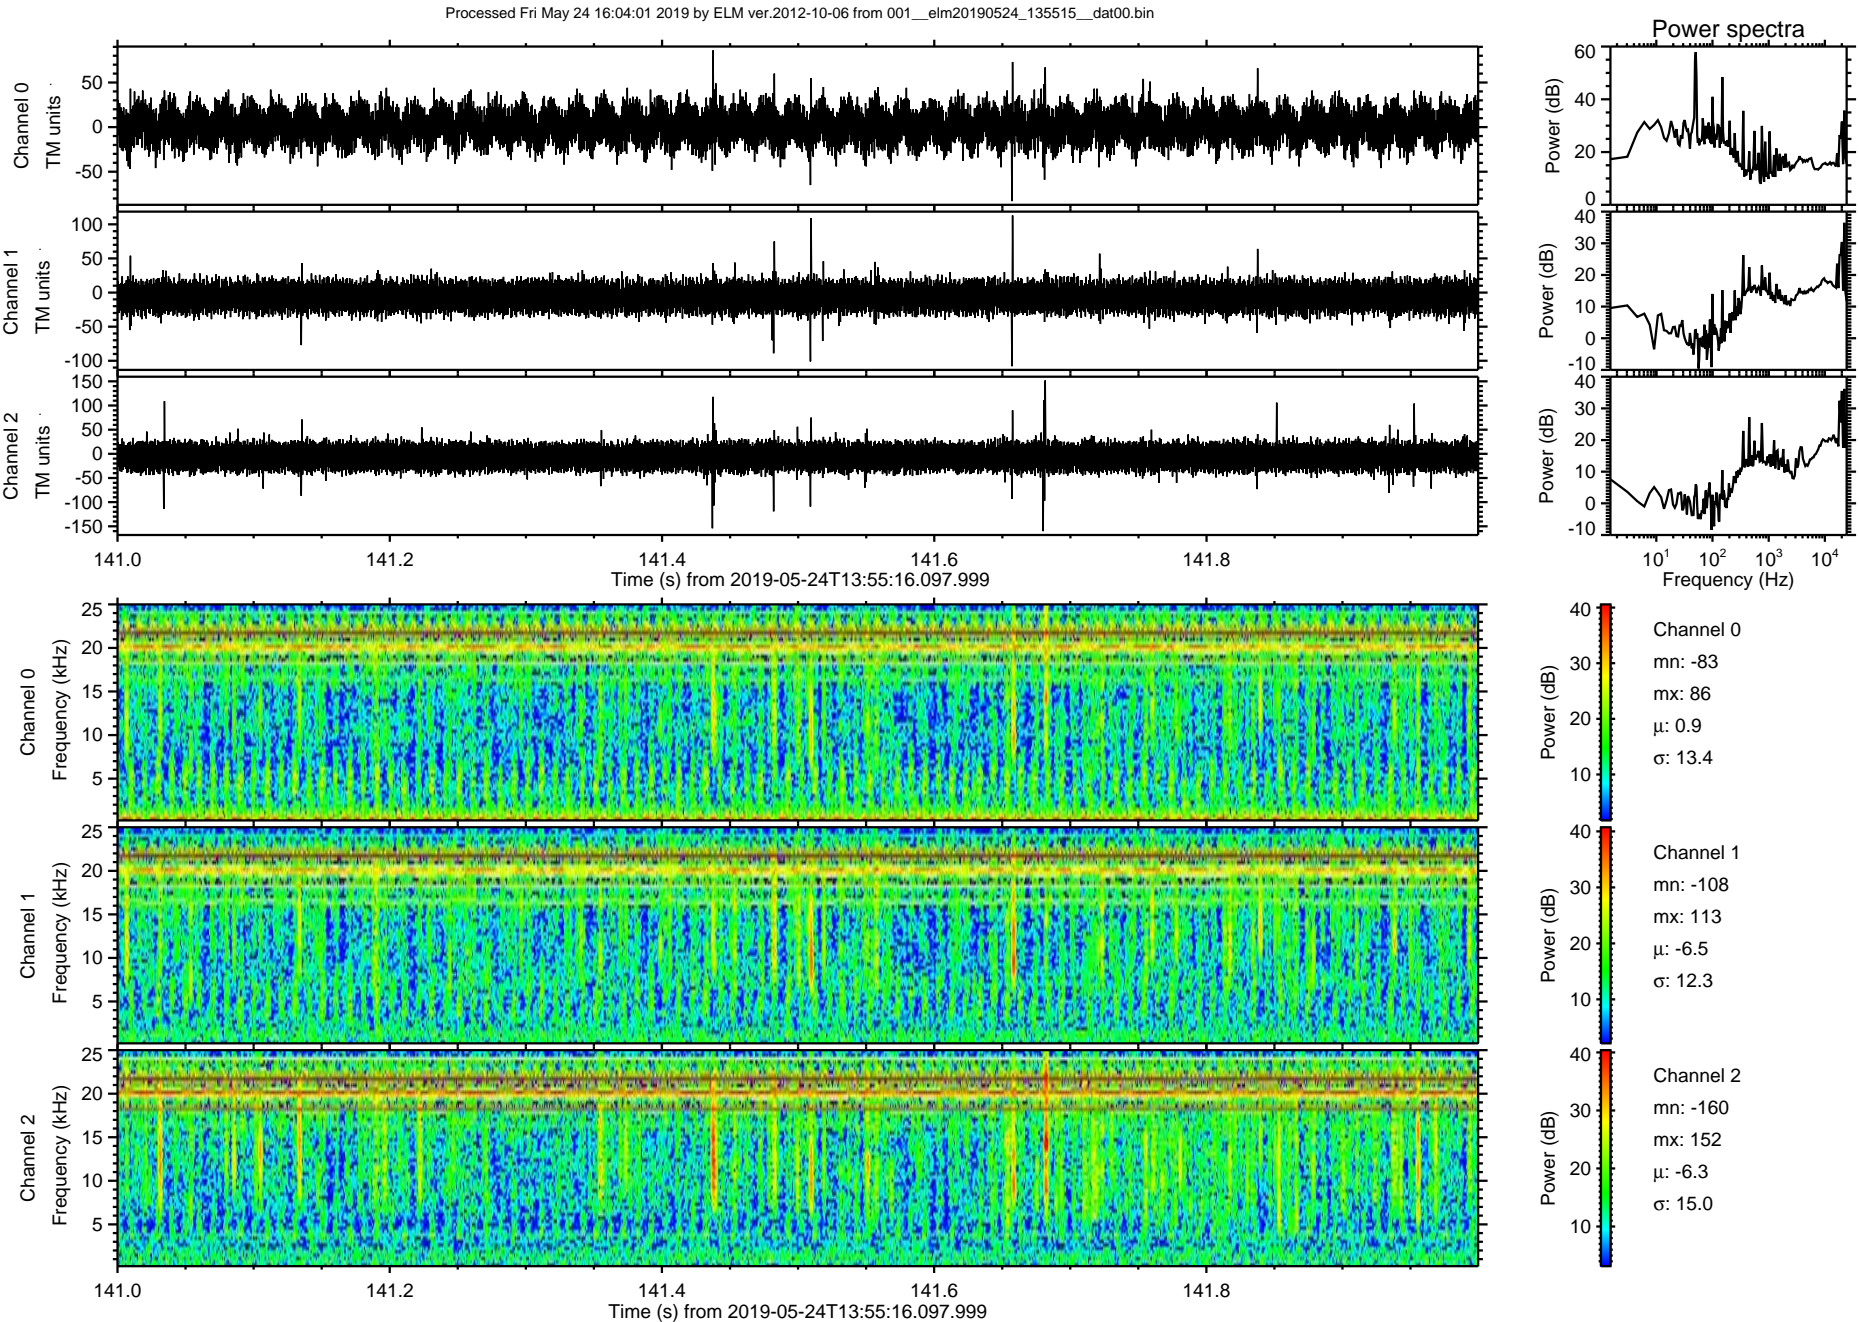 Processed Fri May 24 16:04:01 2019 by ELM ver.2012-10-06 from 001__elm20190524_135515__dat00.bin
Power spectra
Channel 0
TM units
50
0
-50
Power (dB)
60
40
20
0
Channel 1
TM units
100
50
0
-50
-100
Power (dB)
40
30
20
10
0
-10
Channel 2
TM units
150
100
50
0
-50
-100
-150
Power (dB)
40
30
20
10
0
-10
141.0 141.2 141.4 141.6 141.8
Time (s) from 2019-05-24T13:55:16.097.999
10^1 10^2 10^3 10^4
Frequency (Hz)
Channel 0
Frequency (kHz)
25
20
15
10
5
Power (dB)
40
30
20
10
Channel 0
mn: -83
mx: 86
μ: 0.9
σ: 13.4
Channel 1
Frequency (kHz)
25
20
15
10
5
Power (dB)
40
30
20
10
Channel 1
mn: -108
mx: 113
μ: -6.5
σ: 12.3
Channel 2
Frequency (kHz)
25
20
15
10
5
Power (dB)
40
30
20
10
Channel 2
mn: -160
mx: 152
μ: -6.3
σ: 15.0
141.0 141.2 141.4 141.6 141.8
Time (s) from 2019-05-24T13:55:16.097.999